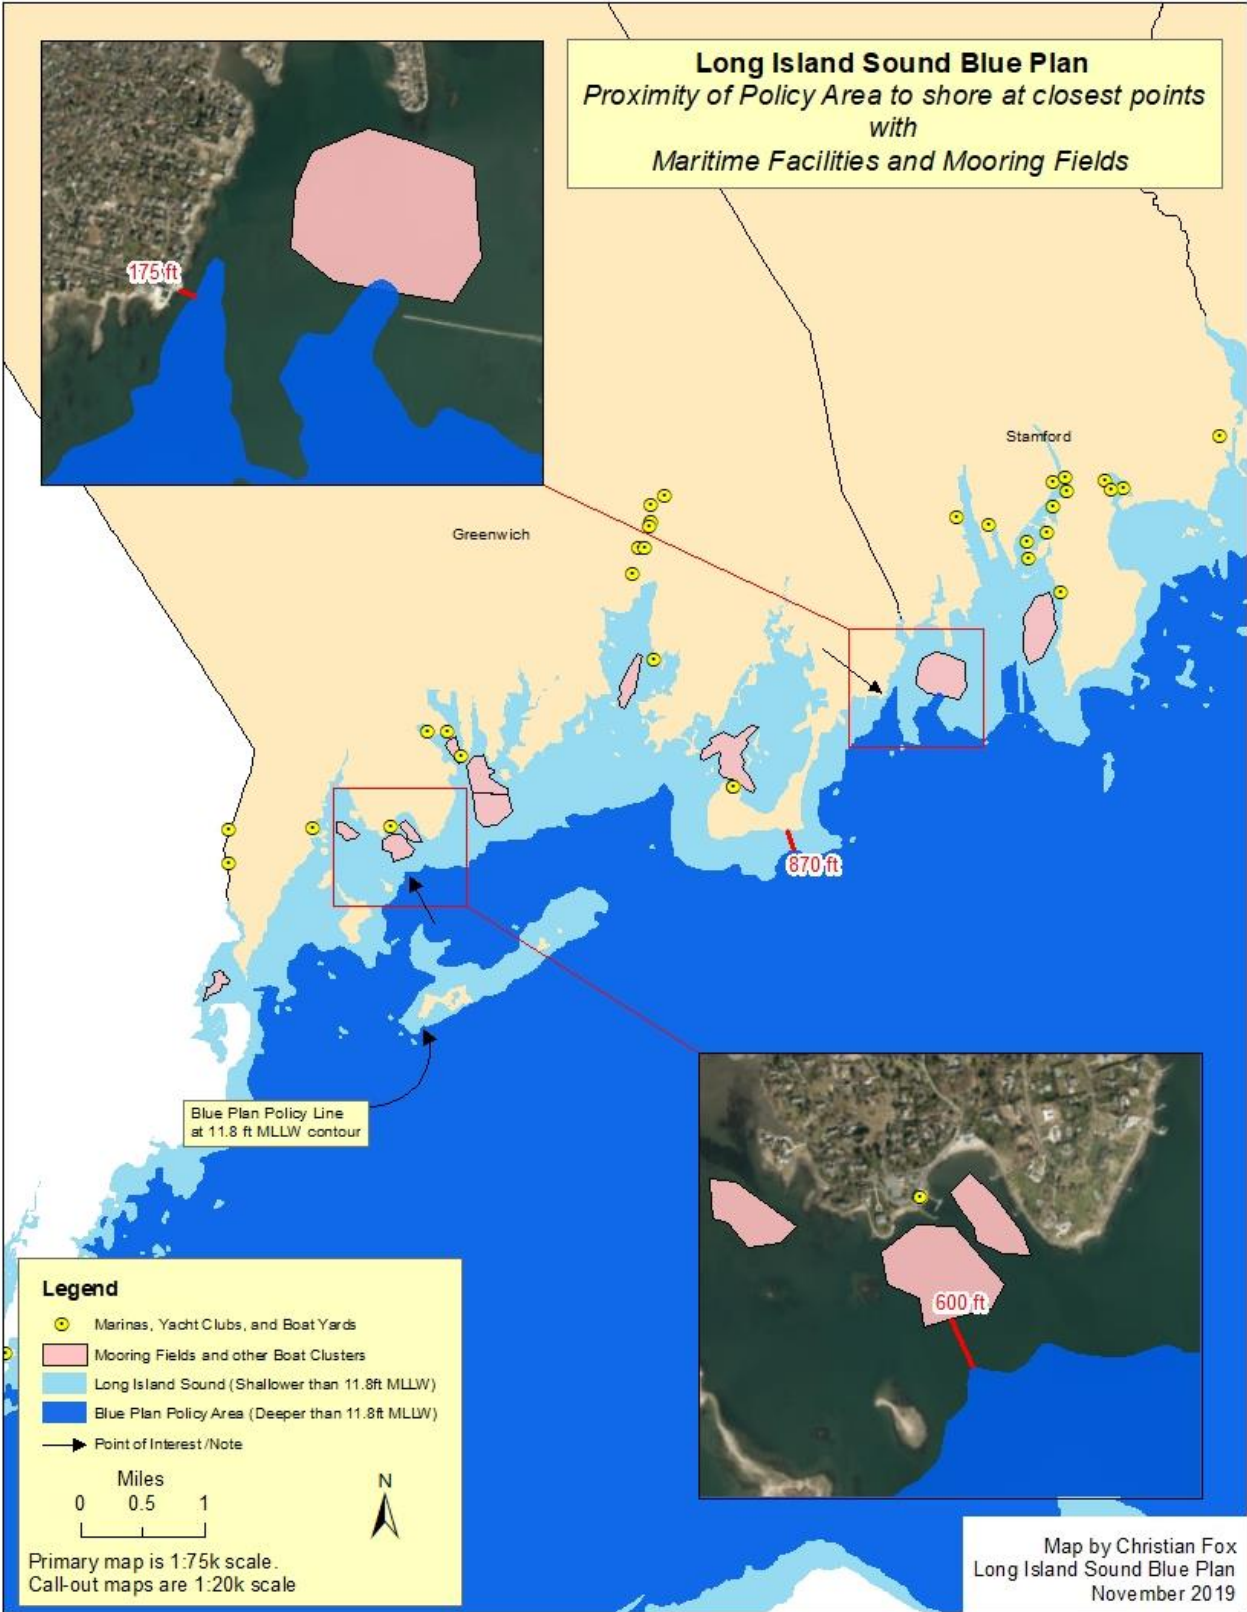 Long Island Sound Blue Plan
Proximity of Policy Area to shore at closest points
with
Maritime Facilities and Mooring Fields
175 ft
Stamford
Greenwich
870 ft
Blue Plan Policy Line
at 11.8 ft MLLW contour
600 ft
Legend
Marinas, Yacht Clubs, and Boat Yards
Mooring Fields and other Boat Clusters
Long Island Sound (Shallower than 11.8ft MLLW)
Blue Plan Policy Area (Deeper than 11.8ft MLLW)
Point of Interest/Note
Miles
0 0.5 1
N
Primary map is 1:75k scale.
Call-out maps are 1:20k scale
Map by Christian Fox
Long Island Sound Blue Plan
November 2019